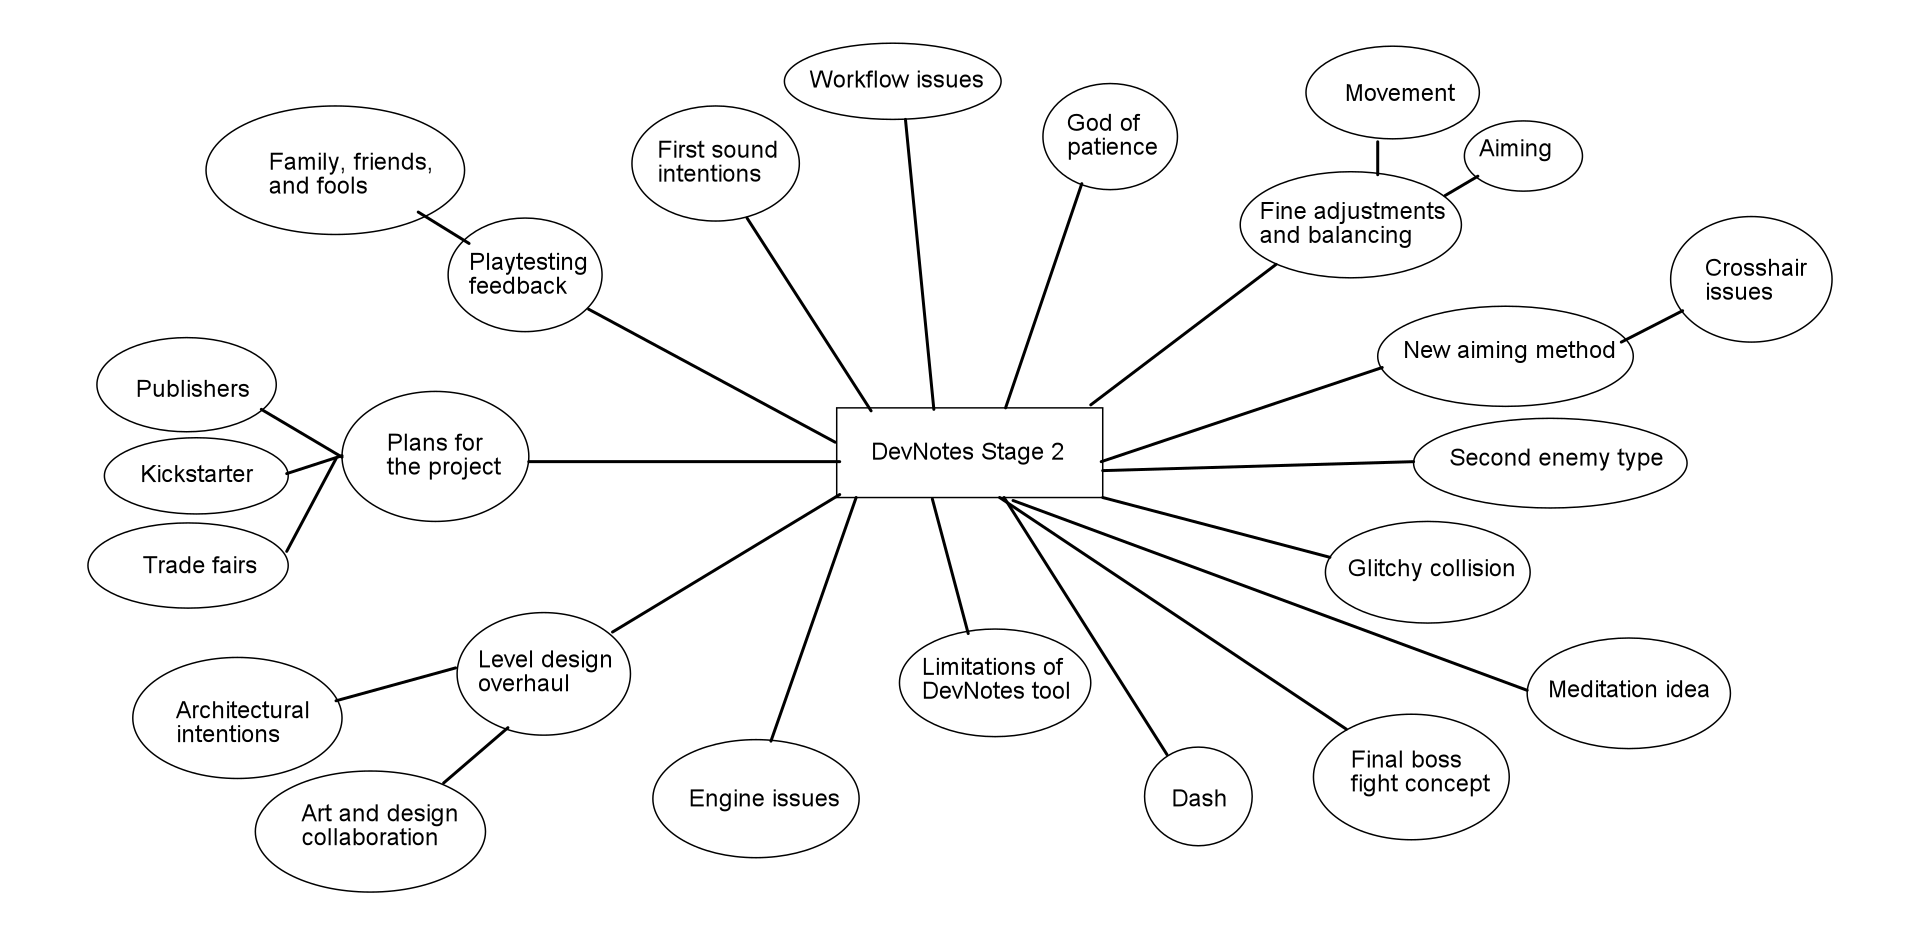 Workflow issues
Movement
God of
patience
Aiming
First sound
intentions
Family, friends,
and fools
Fine adjustments
and balancing
Playtesting
feedback
Crosshair
issues
New aiming method
Publishers
Plans for
the project
DevNotes Stage 2
Second enemy type
Kickstarter
Trade fairs
Glitchy collision
Level design
overhaul
Limitations of
DevNotes tool
Meditation idea
Architectural
intentions
Final boss
fight concept
Engine issues
Dash
Art and design
collaboration